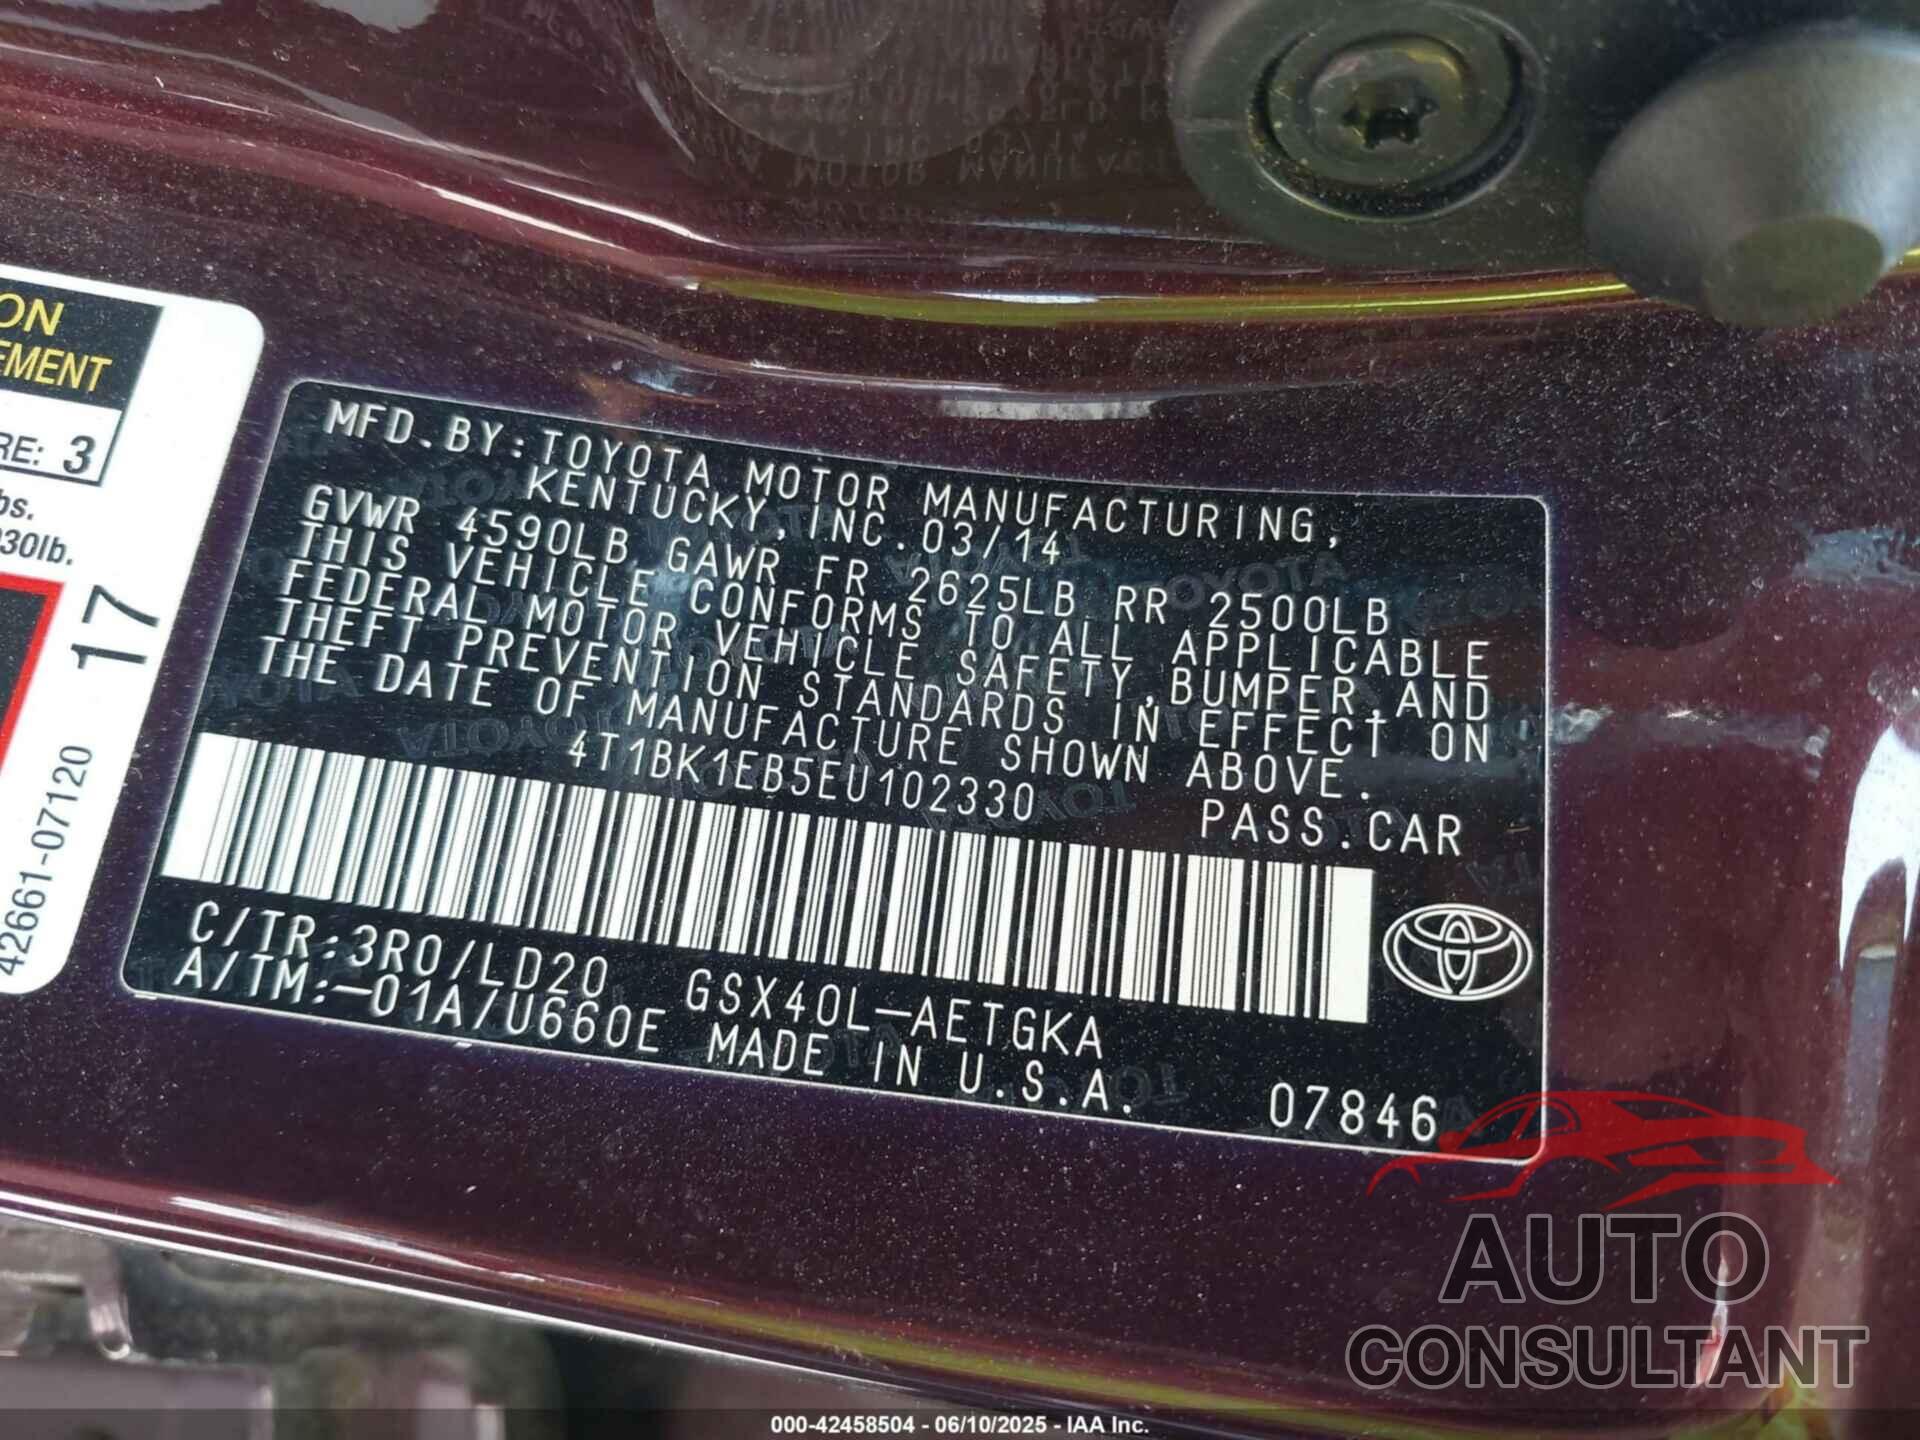 ON
EMENT
RE: 3
bs.
930lb.
17
42661-07120
MFD.BY:TOYOTA MOTOR MANUFACTURING,
KENTUCKY,INC.03/14
GVWR 4590LB GAWR FR 2625LB RR 2500LB
THIS VEHICLE CONFORMS TO ALL APPLICABLE
FEDERAL MOTOR VEHICLE SAFETY,BUMPER,AND
THEFT PREVENTION STANDARDS IN EFFECT ON
THE DATE OF MANUFACTURE SHOWN ABOVE.
4T1BK1EB5EU102330 PASS.CAR
C/TR:3R0/LD20 GSX40L-AETGKA
A/TM:-01A/U660E MADE IN U.S.A.
07846
AUTO
CONSULTANT
000-42458504 - 06/10/2025 - IAA Inc.